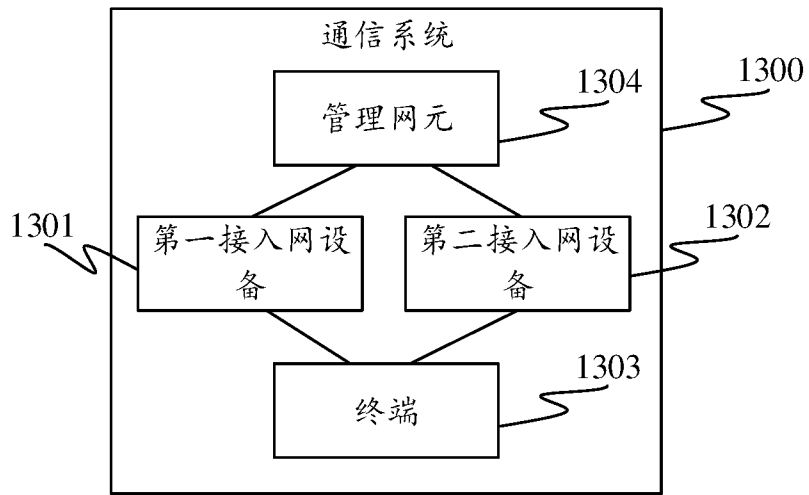 通信系统
1304
1300
管理网元
1301
第一接入网设
备
第二接入网设
备
1302
1303
终端